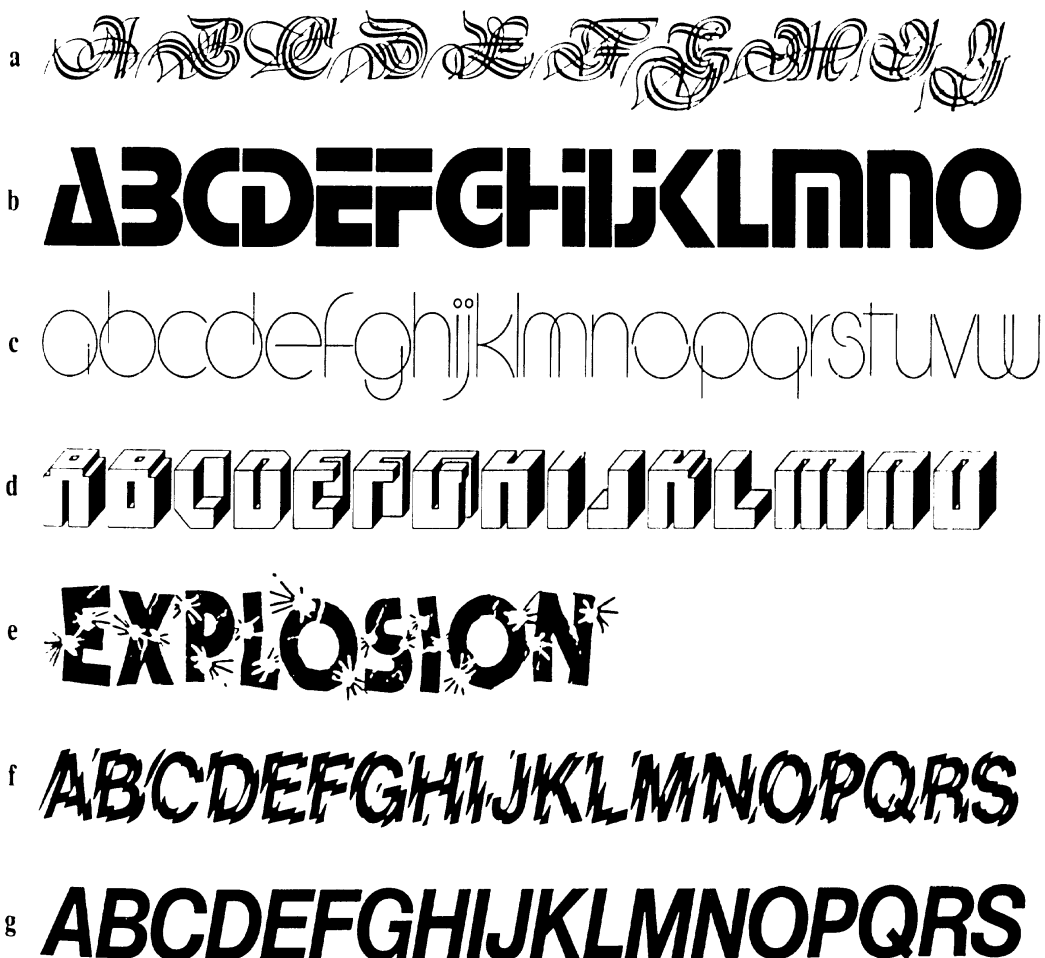 a ABCDEFGHIJ
b ABCDEFGHIJKLMNO
c abcdefghijklmnopqrstuvw
d ABCDEFGHIJKLMNO
e EXPLOSION
f ABCDEFGHIJKLMNOPQRS
g ABCDEFGHIJKLMNOPQRS